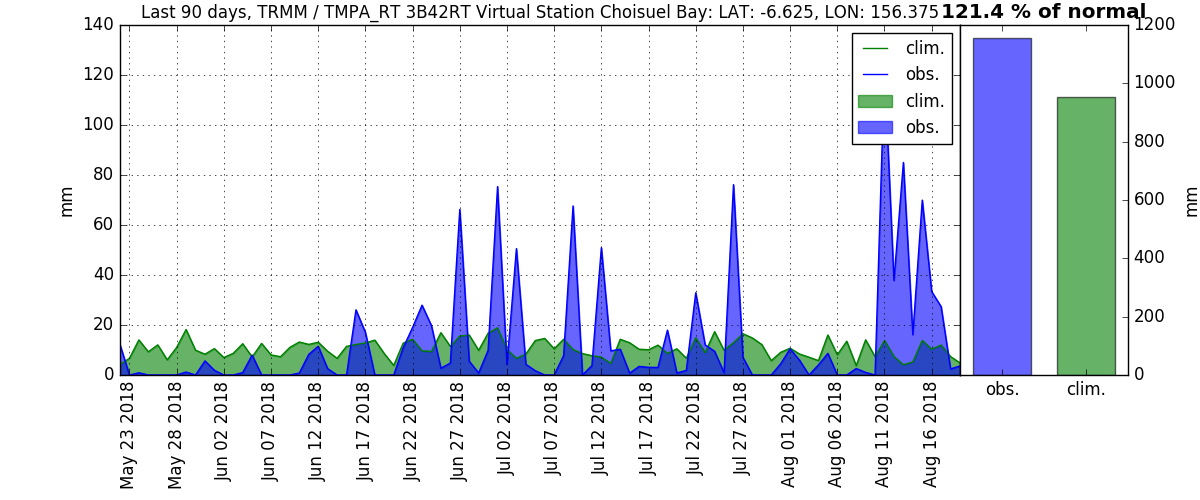 Last 90 days, TRMM / TMPA_RT 3B42RT Virtual Station Choisuel Bay: LAT: -6.625, LON: 156.375
121.4 % of normal
140
120
100
80
60
40
20
0
mm
clim.
obs.
clim.
obs.
May 23 2018
May 28 2018
Jun 02 2018
Jun 07 2018
Jun 12 2018
Jun 17 2018
Jun 22 2018
Jun 27 2018
Jul 02 2018
Jul 07 2018
Jul 12 2018
Jul 17 2018
Jul 22 2018
Jul 27 2018
Aug 01 2018
Aug 06 2018
Aug 11 2018
Aug 16 2018
1200
1000
800
600
400
200
0
mm
obs.
clim.